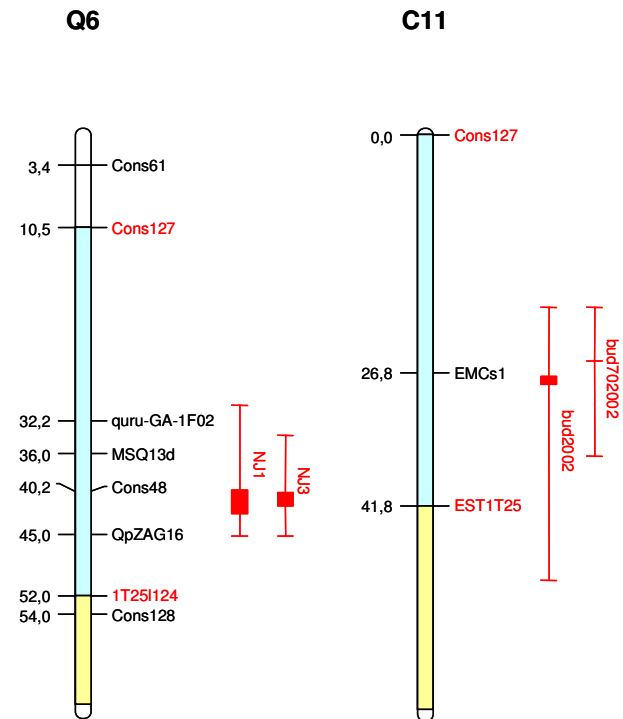 Q6
C11
3,4 Cons61
10,5 Cons127
32,2 quru-GA-1F02
36,0 MSQ13d
40,2 Cons48
45,0 QpZAG16
52,0 1T25I124
54,0 Cons128
NJ1
NJ3
0,0 Cons127
26,8 EMCs1
41,8 EST1T25
bud2002
bud702002